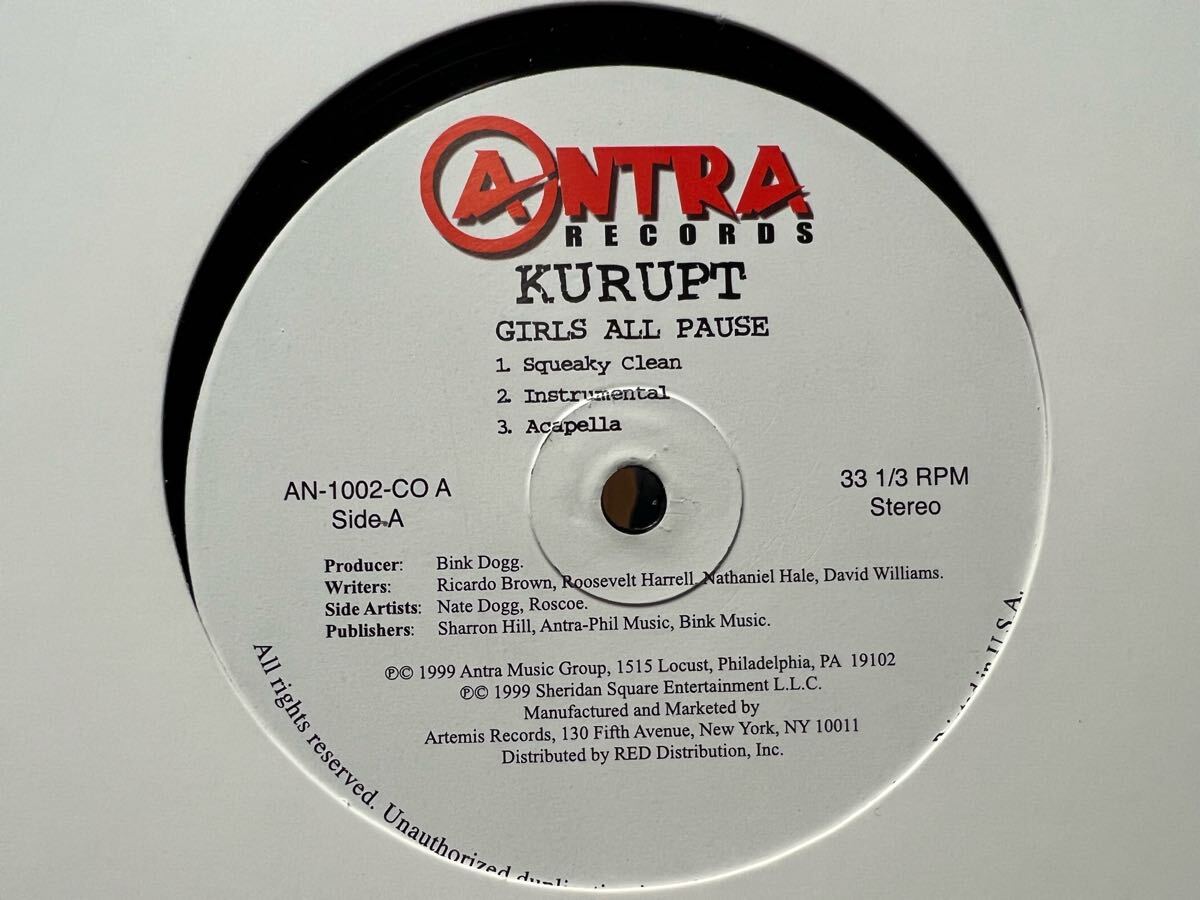 ANTRA
RECORDS
KURUPT
GIRLS ALL PAUSE
1. Squeaky Clean
2. Instrumental
3. Acapella
AN-1002-CO A
Side A
33 1/3 RPM
Stereo
Producer: Bink Dogg.
Writers: Ricardo Brown, Roosevelt Harrell, Nathaniel Hale, David Williams.
Side Artists: Nate Dogg, Roscoe.
Publishers: Sharron Hill, Antra-Phil Music, Bink Music.
℗© 1999 Antra Music Group, 1515 Locust, Philadelphia, PA 19102
℗© 1999 Sheridan Square Entertainment L.L.C.
Manufactured and Marketed by
Artemis Records, 130 Fifth Avenue, New York, NY 10011
Distributed by RED Distribution, Inc.
All rights reserved. Unauthorized
in U.S.A.